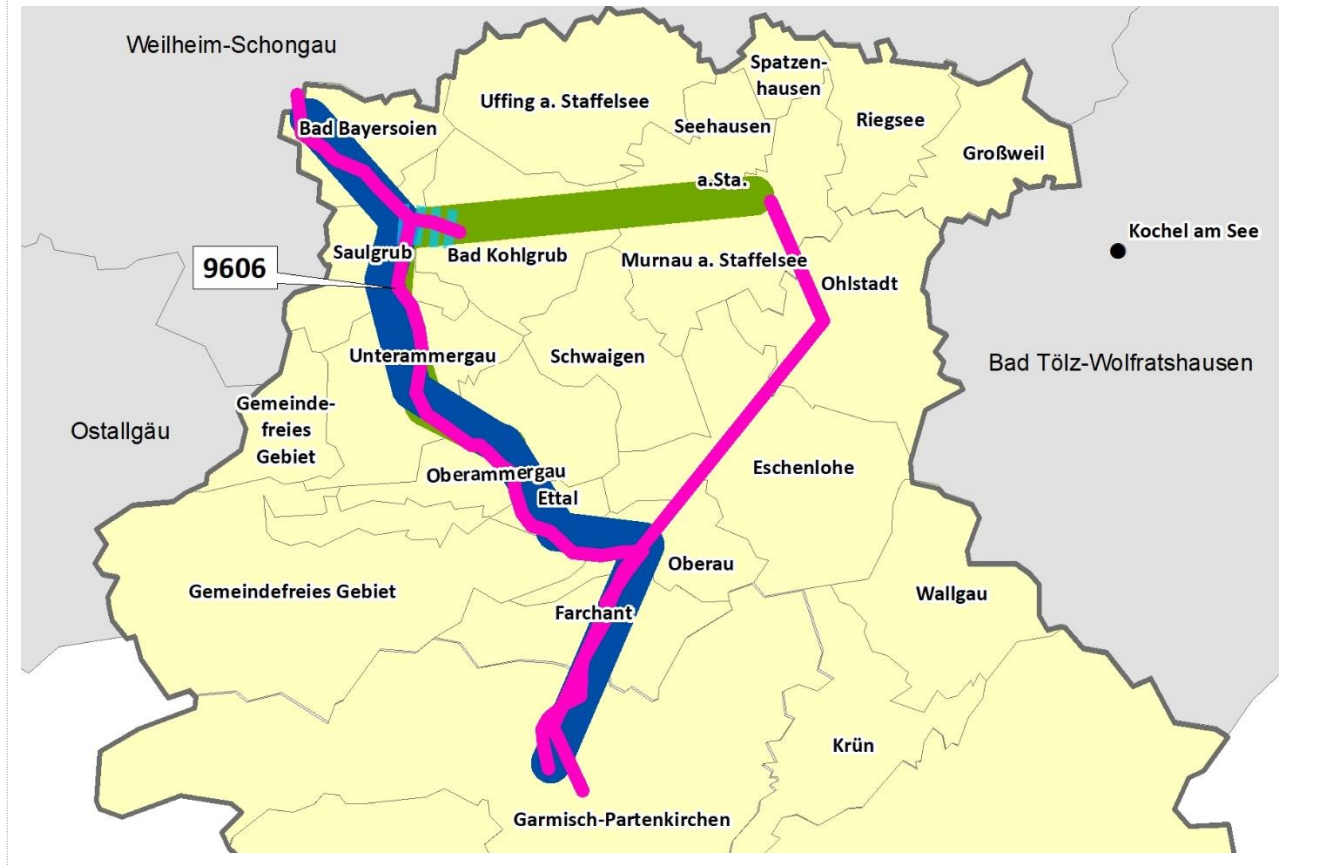 Weilheim-Schongau
Spatzen-
hausen
Uffing a. Staffelsee
Riegsee
Bad Bayersoien
Seehausen
Großweil
a.Sta.
Kochel am See
Saulgrub
Bad Kohlgrub
Murnau a. Staffelsee
9606
Ohlstadt
Unterammergau
Schwaigen
Bad Tölz-Wolfratshausen
Gemeinde-
freies
Gebiet
Ostallgäu
Oberammergau
Eschenlohe
Ettal
Oberau
Gemeindefreies Gebiet
Wallgau
Farchant
Krün
Garmisch-Partenkirchen